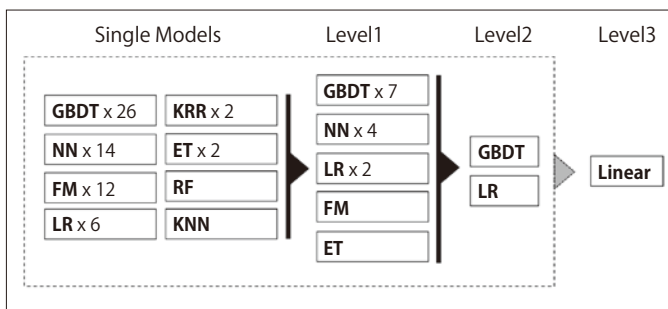 Single Models
Level1
Level2
Level3
GBDT x 26
KRR x 2
NN x 14
ET x 2
FM x 12
RF
LR x 6
KNN
GBDT x 7
NN x 4
LR x 2
FM
ET
GBDT
LR
Linear